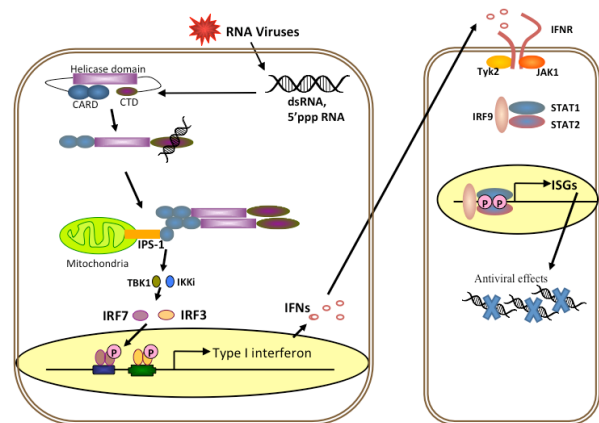 RNA Viruses
Helicase domain
CARD
CTD
dsRNA,
5'ppp RNA
IPS-1
Mitochondria
TBK1
IKKi
IRF7
IRF3
IFNs
P
P
Type I interferon
IFNR
Tyk2
JAK1
IRF9
STAT1
STAT2
ISGs
P
P
Antiviral effects